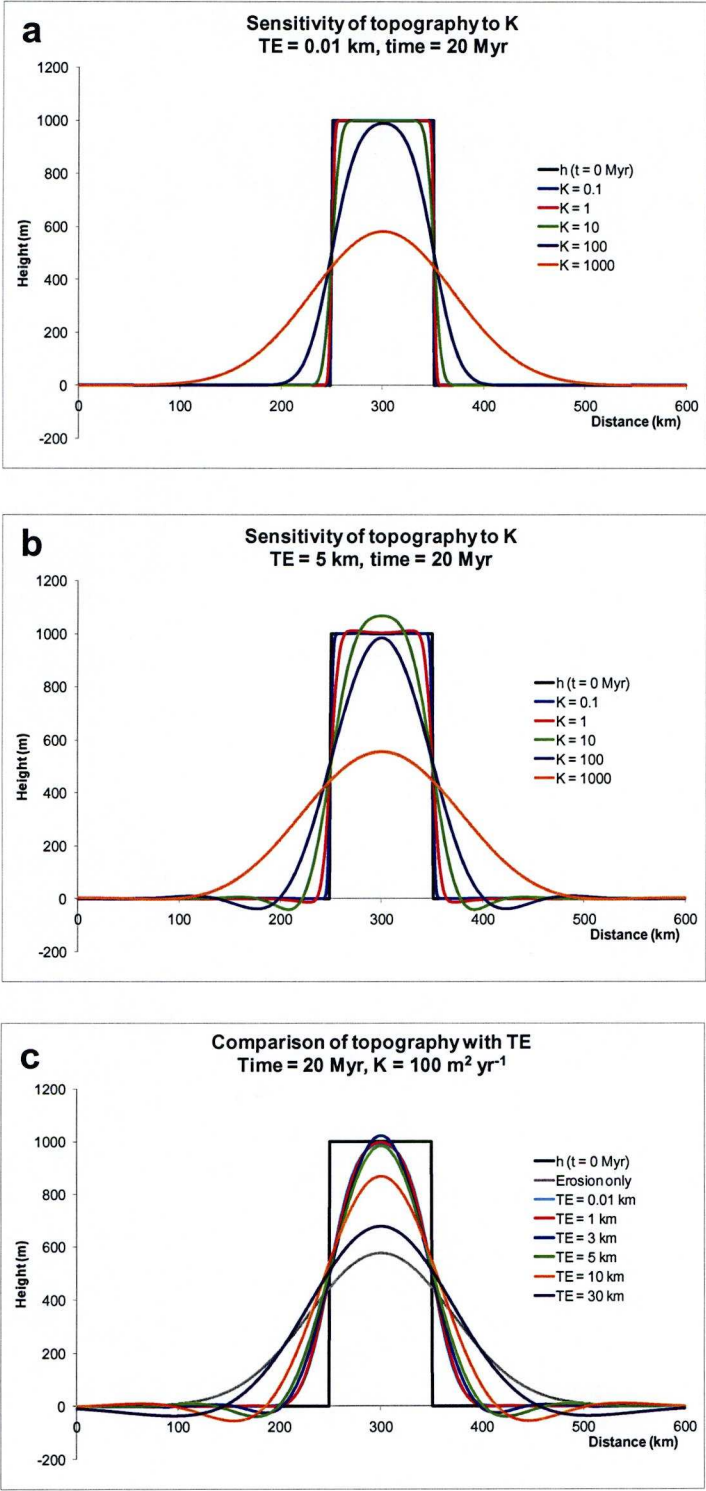 a
Sensitivity of topography to K
TE = 0.01 km, time = 20 Myr
1200
1000
800
600
400
200
0
-200
Height (m)
0 100 200 300 400 500 600
Distance (km)
h (t = 0 Myr)
K = 0.1
K = 1
K = 10
K = 100
K = 1000
b
Sensitivity of topography to K
TE = 5 km, time = 20 Myr
1200
1000
800
600
400
200
0
-200
Height (m)
0 100 200 300 400 500 600
Distance (km)
h (t = 0 Myr)
K = 0.1
K = 1
K = 10
K = 100
K = 1000
c
Comparison of topography with TE
Time = 20 Myr, K = 100 m² yr⁻¹
1200
1000
800
600
400
200
0
-200
Height (m)
0 100 200 300 400 500 600
Distance (km)
h (t = 0 Myr)
Erosion only
TE = 0.01 km
TE = 1 km
TE = 3 km
TE = 5 km
TE = 10 km
TE = 30 km